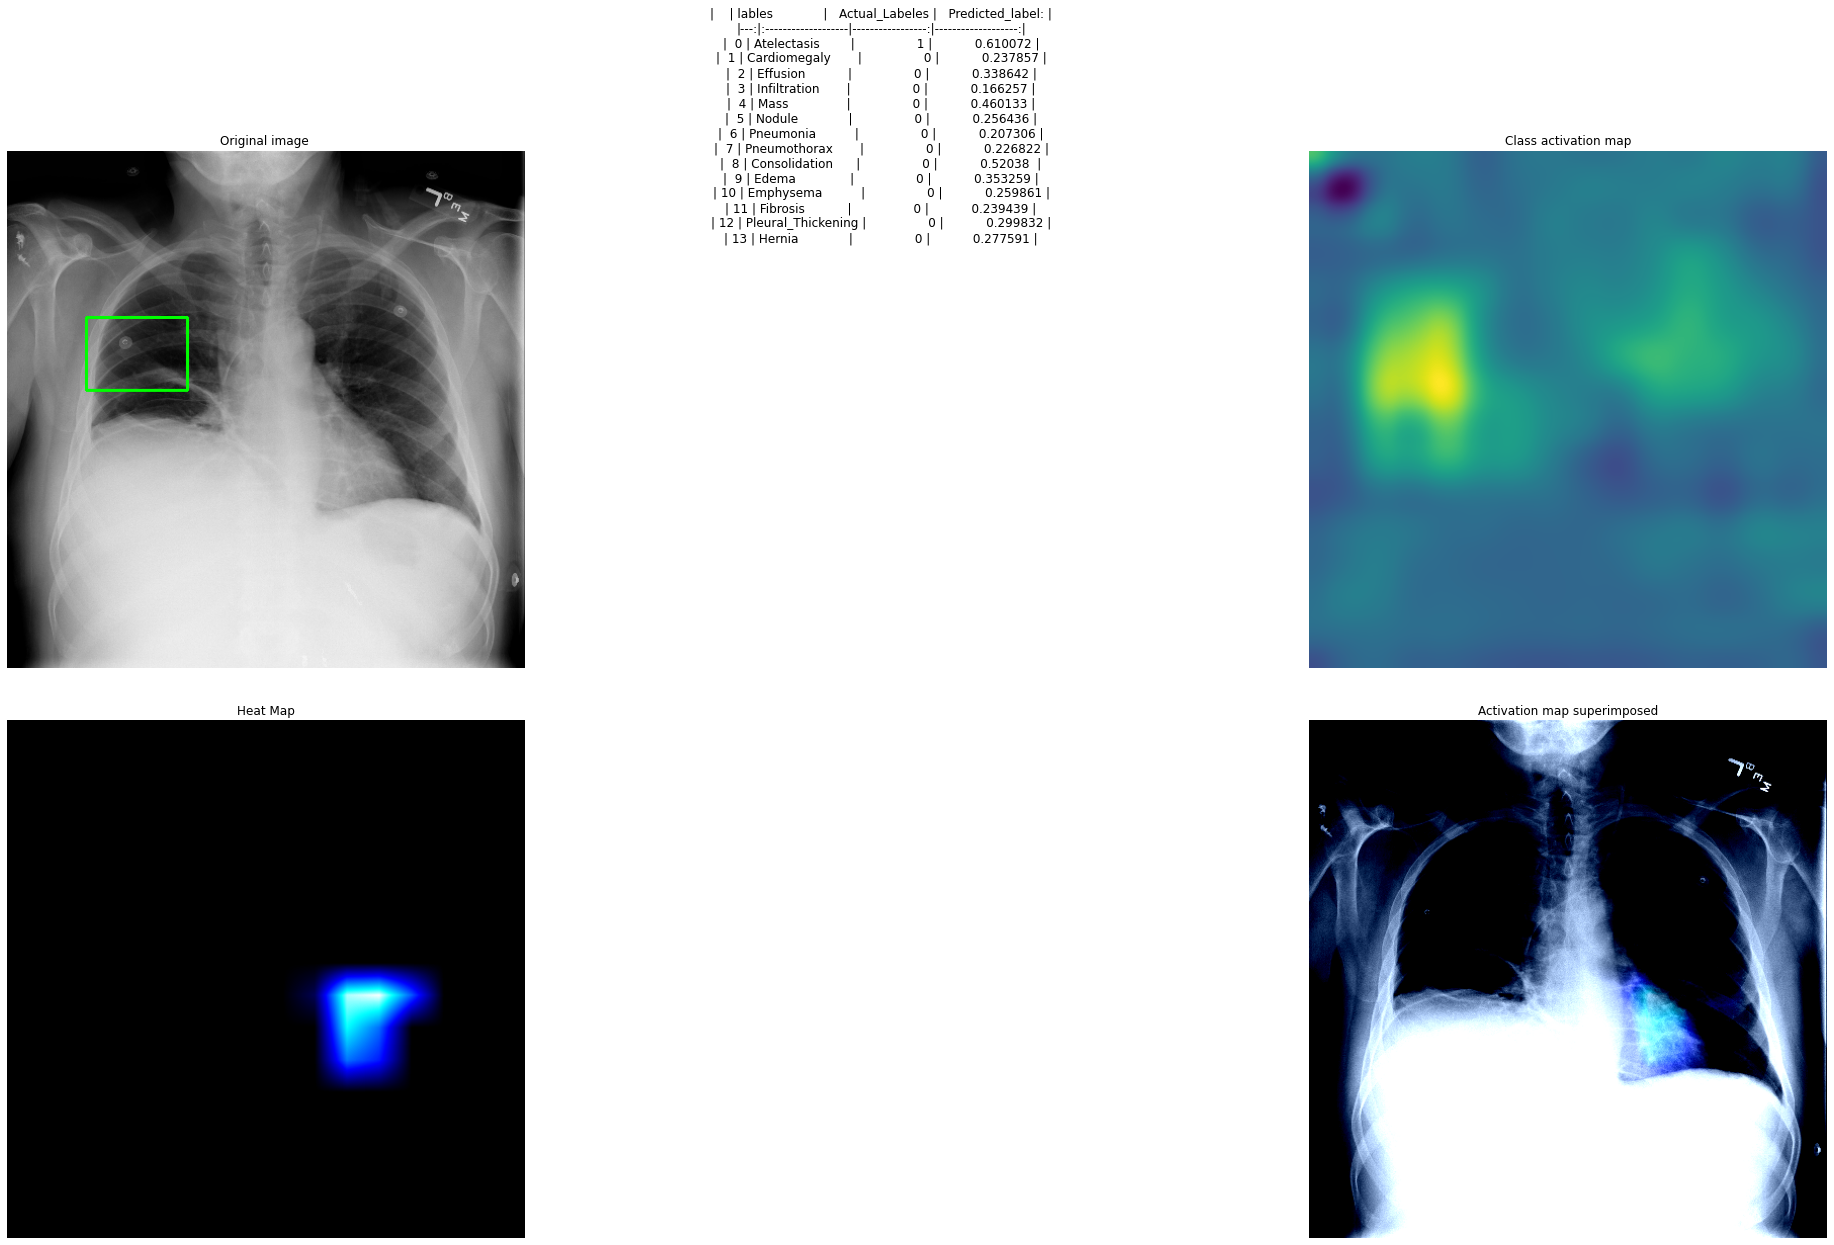 |    | lables             |   Actual_Labeles |   Predicted_label: |
|---:|:-------------------|-----------------:|-------------------:|
|  0 | Atelectasis        |                1 |           0.610072 |
|  1 | Cardiomegaly       |                0 |           0.237857 |
|  2 | Effusion           |                0 |           0.338642 |
|  3 | Infiltration       |                0 |           0.166257 |
|  4 | Mass               |                0 |           0.460133 |
|  5 | Nodule             |                0 |           0.256436 |
|  6 | Pneumonia          |                0 |           0.207306 |
|  7 | Pneumothorax       |                0 |           0.226822 |
|  8 | Consolidation      |                0 |           0.52038  |
|  9 | Edema              |                0 |           0.353259 |
| 10 | Emphysema          |                0 |           0.259861 |
| 11 | Fibrosis           |                0 |           0.239439 |
| 12 | Pleural_Thickening |                0 |           0.299832 |
| 13 | Hernia             |                0 |           0.277591 |
Original image
L BEW
Class activation map
Heat Map
Activation map superimposed
L BEW